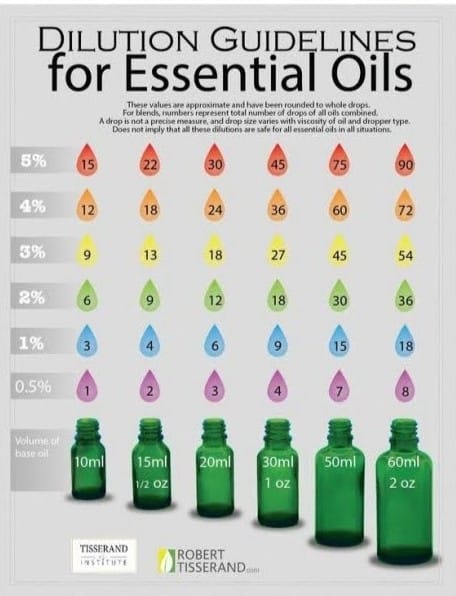 DILUTION GUIDELINES
for Essential Oils
These values are approximate and have been rounded to whole drops.
For blends, numbers represent total number of drops of all oils combined.
A drop is not a precise measure, and drop size varies with viscosity of oil and dropper type.
Does not imply that all these dilutions are safe for all essential oils in all situations.
5% 15 22 30 45 75 90
4% 12 18 24 36 60 72
3% 9 13 18 27 45 54
2% 6 9 12 18 30 36
1% 3 4 6 9 15 18
0.5% 1 2 3 4 7 8
Volume of
base oil
10ml 15ml 20ml 30ml 50ml 60ml
1/2 oz 1 oz 2 oz
TISSERAND
INSTITUTE
ROBERT
TISSERAND.com